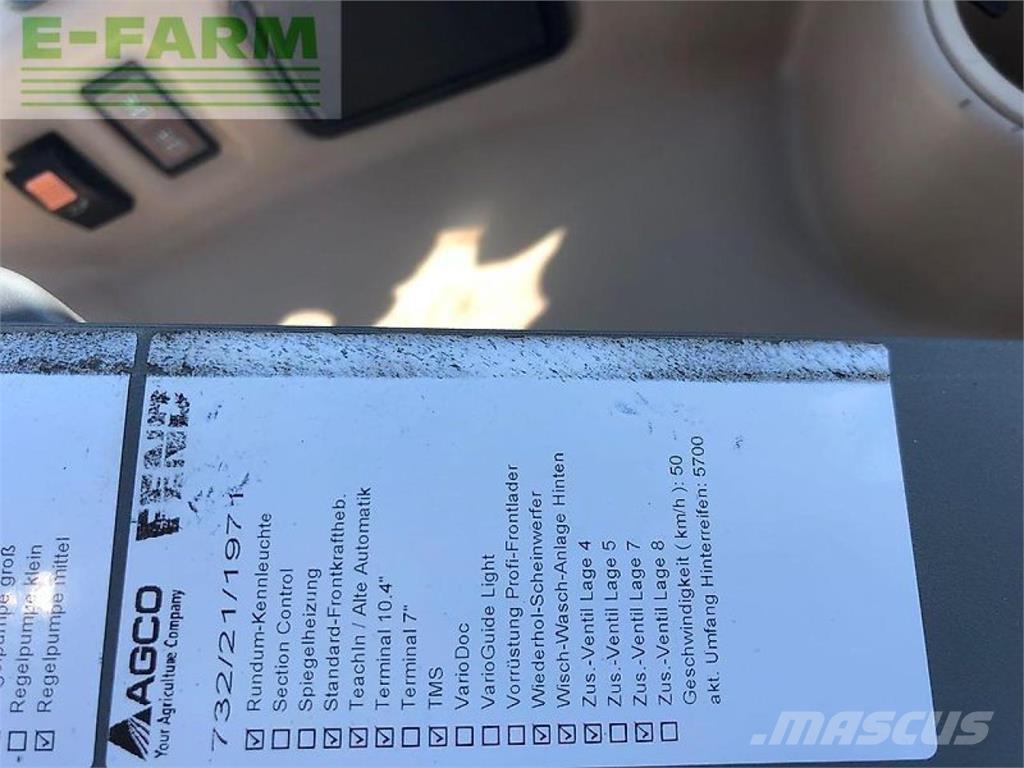 E-FARM
pumpe groß
☐ Regelpumpe klein
☑ Regelpumpe mittel
AGCO
Your Agriculture Company
732/21/1971
☑ Rundum-Kennleuchte
☐ Section Control
☐ Spiegelheizung
☑ Standard-Frontkraftheb.
☑ TeachIn / Alte Automatik
☑ Terminal 10.4"
☐ Terminal 7"
☑ TMS
☐ VarioDoc
☐ VarioGuide Light
☐ Vorrüstung Profi-Frontlader
☑ Wiederhol-Scheinwerfer
☑ Wisch-Wasch-Anlage Hinten
☑ Zus.-Ventil Lage 4
☐ Zus.-Ventil Lage 5
☑ Zus.-Ventil Lage 7
☐ Zus.-Ventil Lage 8
Geschwindigkeit ( km/h ): 50
akt. Umfang Hinterreifen: 5700
MASCUS